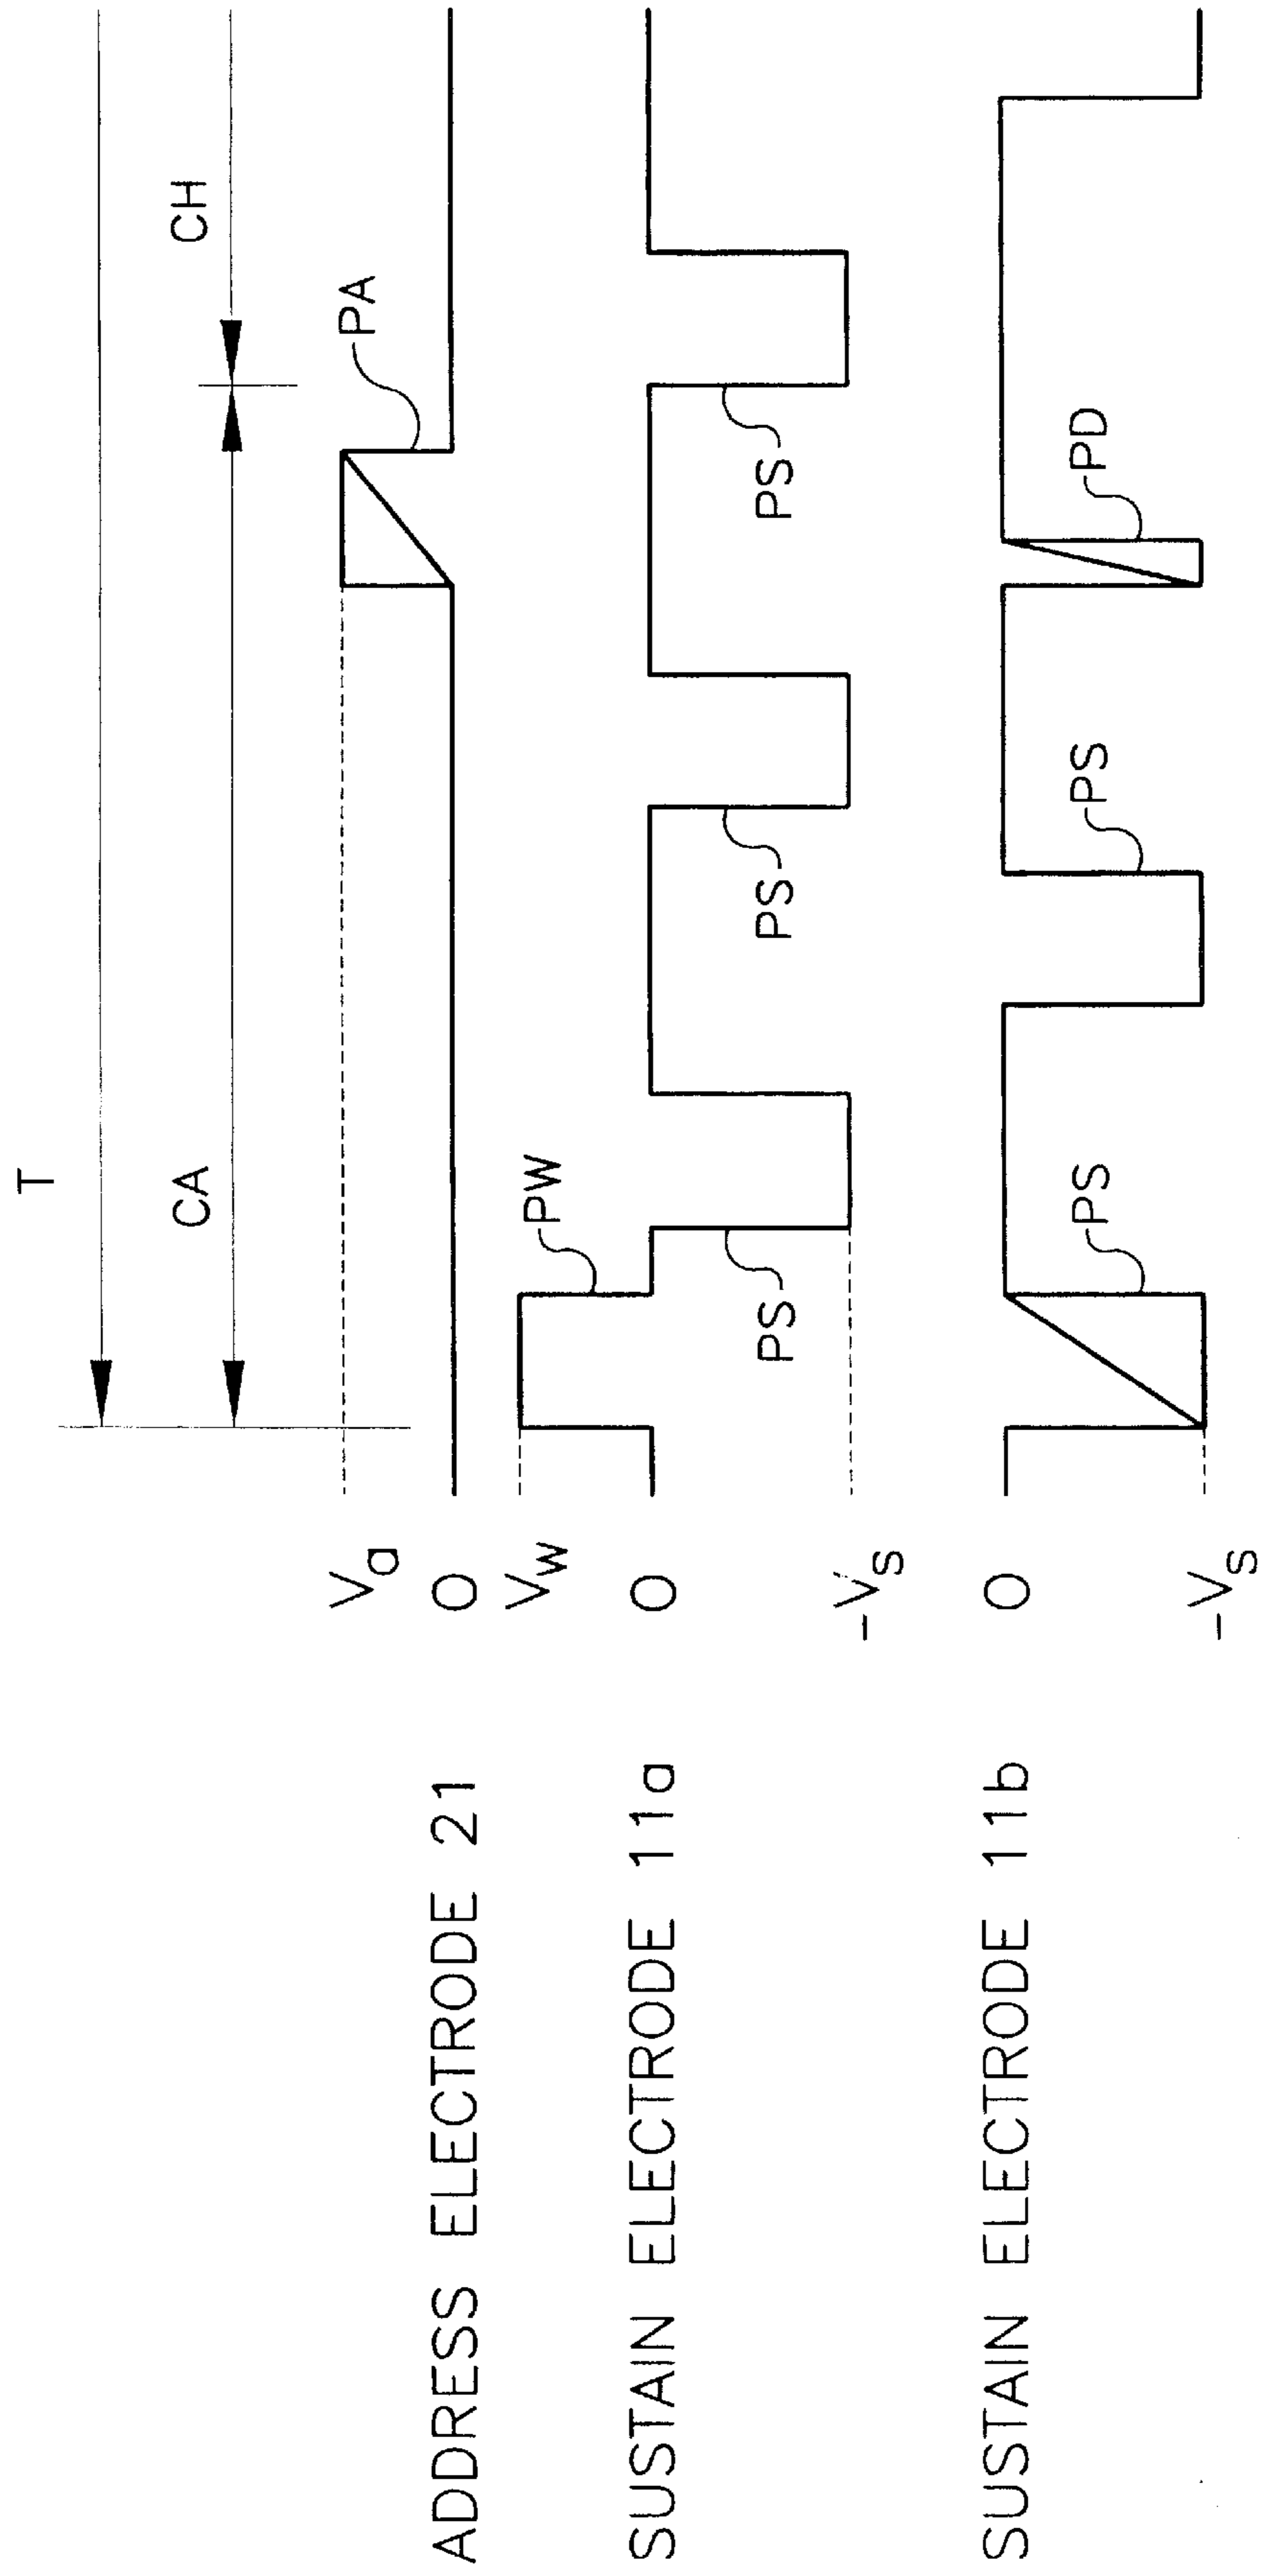 T
CA
CH
Va
PA
ADDRESS ELECTRODE 21
0
Vw
PW
SUSTAIN ELECTRODE 11a
0
PS
PS
PS
-Vs
SUSTAIN ELECTRODE 11b
0
PS
PS
PD
-Vs